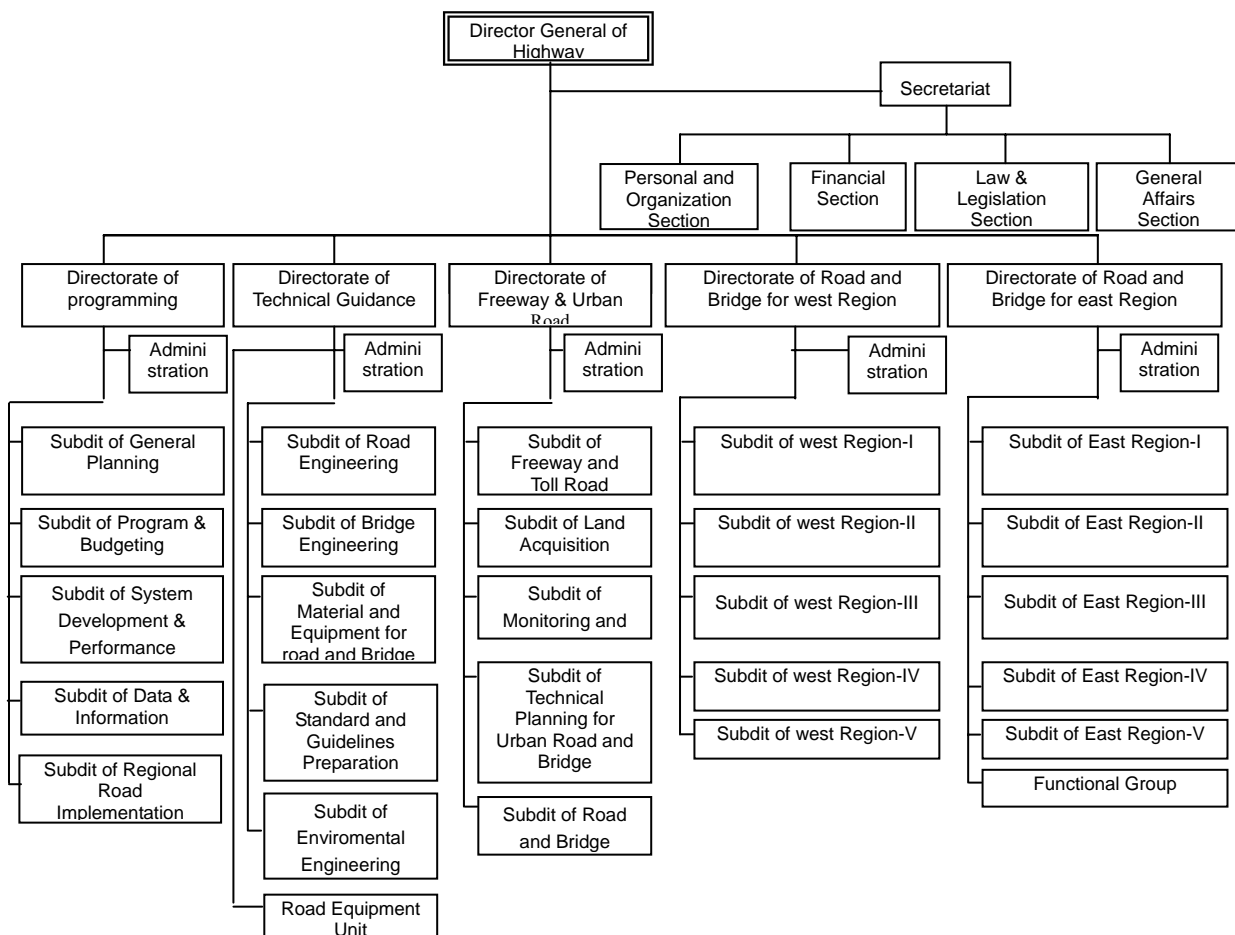 Director General of
Highway
Secretariat
Personal and
Organization
Section
Financial
Section
Law &
Legislation
Section
General
Affairs
Section
Directorate of
programming
Directorate of
Technical Guidance
Directorate of
Freeway & Urban
Road
Directorate of Road and
Bridge for west Region
Directorate of Road and
Bridge for east Region
Admini
stration
Admini
stration
Admini
stration
Admini
stration
Admini
stration
Subdit of General
Planning
Subdit of Program &
Budgeting
Subdit of System
Development &
Performance
Subdit of Data &
Information
Subdit of Regional
Road
Implementation
Subdit of Road
Engineering
Subdit of Bridge
Engineering
Subdit of
Material and
Equipment for
road and Bridge
Subdit of
Standard and
Guidelines
Preparation
Subdit of
Enviromental
Engineering
Road Equipment
Unit
Subdit of
Freeway and
Toll Road
Subdit of Land
Acquisition
Subdit of
Monitoring and
Subdit of
Technical
Planning for
Urban Road and
Bridge
Subdit of Road
and Bridge
Subdit of west Region-I
Subdit of west Region-II
Subdit of west Region-III
Subdit of west Region-IV
Subdit of west Region-V
Subdit of East Region-I
Subdit of East Region-II
Subdit of East Region-III
Subdit of East Region-IV
Subdit of East Region-V
Functional Group